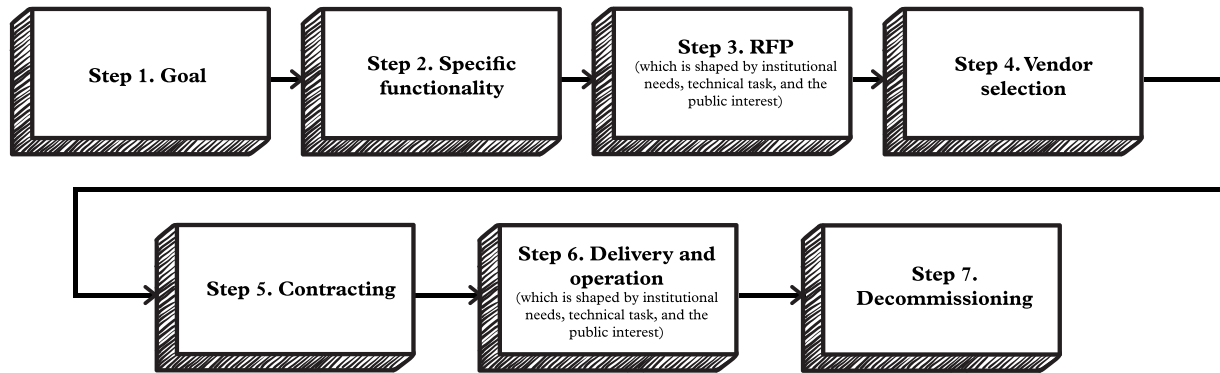 Step 1. Goal
Step 2. Specific
functionality
Step 3. RFP
(which is shaped by institutional
needs, technical task, and the
public interest)
Step 4. Vendor
selection
Step 5. Contracting
Step 6. Delivery and
operation
(which is shaped by institutional
needs, technical task, and the
public interest)
Step 7.
Decommissioning